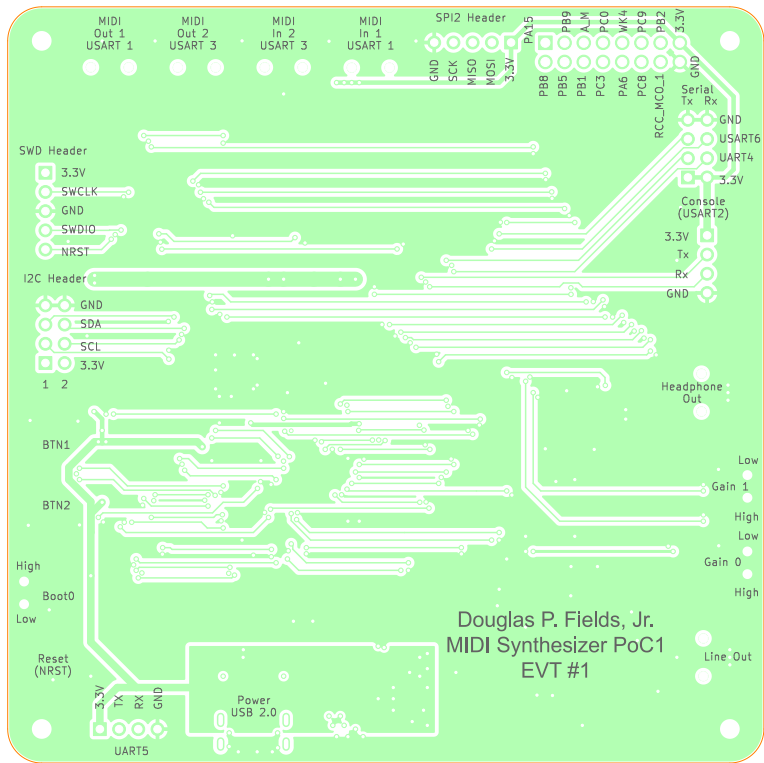 MIDI
Out 1
USART 1
MIDI
Out 2
USART 3
MIDI
In 2
USART 3
MIDI
In 1
USART 1
SPI2 Header
GND
SCK
MISO
MOSI
3.3V
PA15
PB9
A_M
PC0
WK4
PC9
PB2
3.3V
PB8
PB5
PB1
PC3
PA6
PC8
RCC_MCO_1
GND
Serial
Tx Rx
GND
USART6
UART4
3.3V
SWD Header
3.3V
SWCLK
GND
SWDIO
NRST
Console
(USART2)
3.3V
Tx
Rx
GND
I2C Header
GND
SDA
SCL
3.3V
1 2
Headphone
Out
BTN1
BTN2
Low
Gain 1
High
Low
Gain 0
High
High
Boot0
Low
Douglas P. Fields, Jr.
MIDI Synthesizer PoC1
EVT #1
Line Out
Reset
(NRST)
3.3V
TX
RX
GND
UART5
Power
USB 2.0